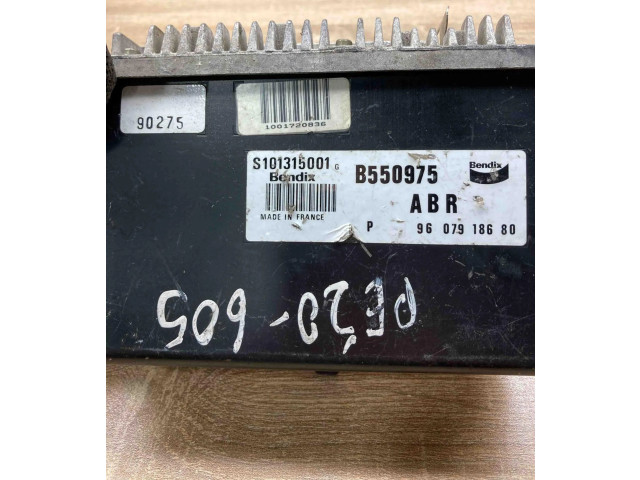 90275
1001720836
S101315001 G
Bendix
MADE IN FRANCE
B550975
Bendix
ABR
P 96 079 186 80
PE20-605